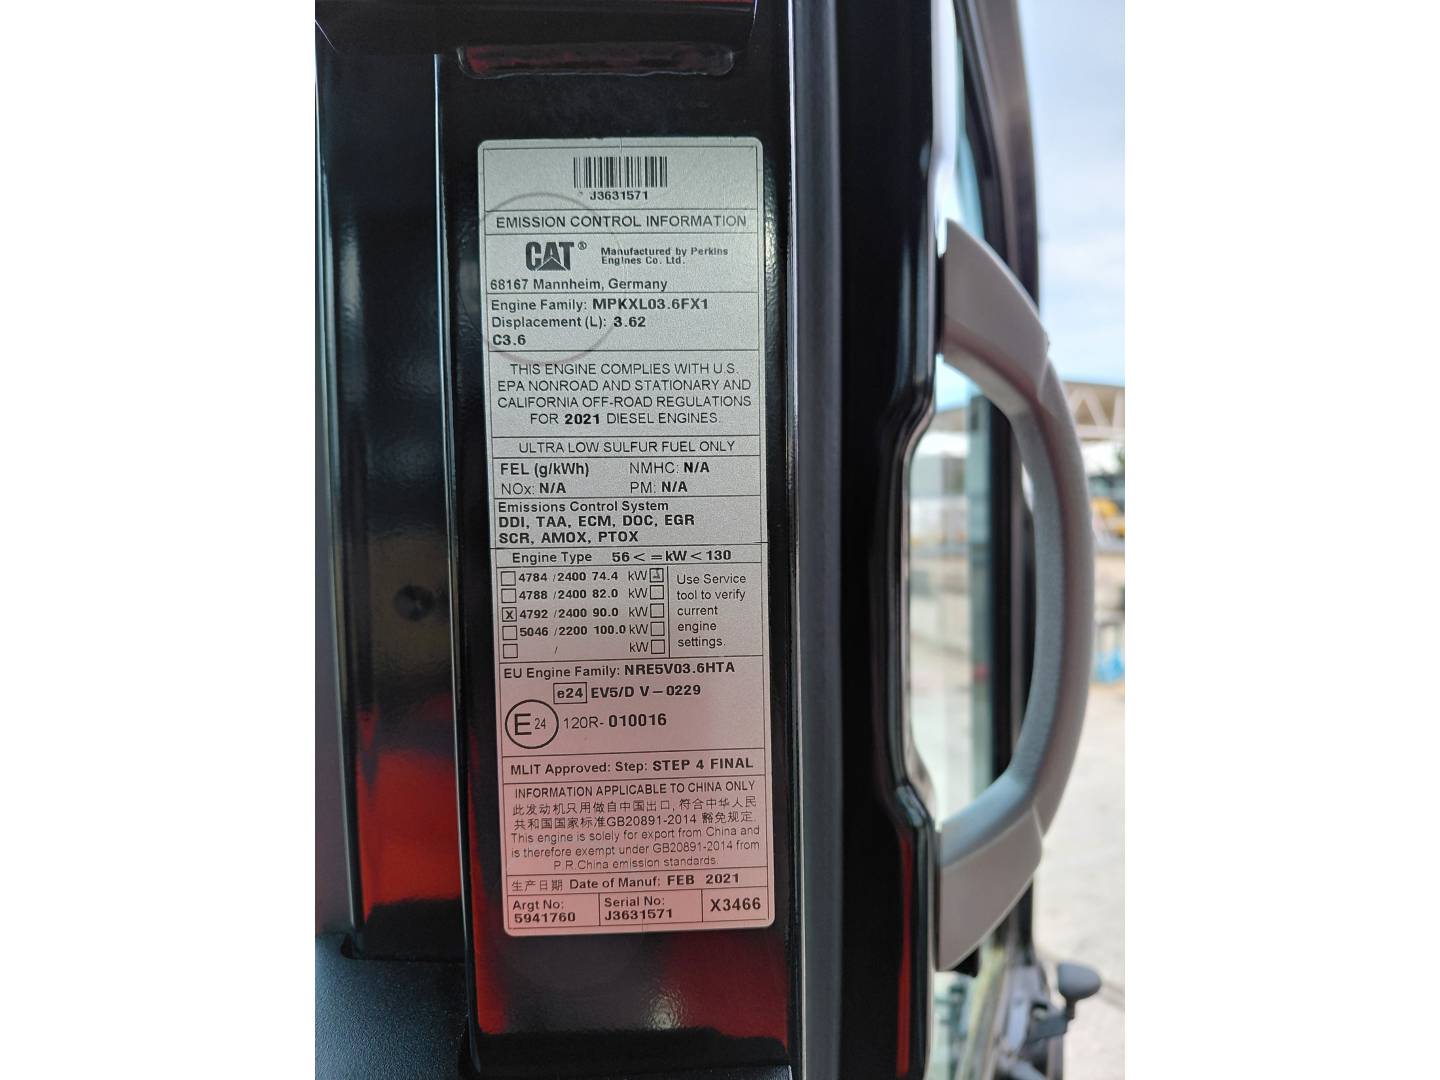 J3631571
EMISSION CONTROL INFORMATION
CAT® Manufactured by Perkins
Engines Co. Ltd.
68167 Mannheim, Germany
Engine Family: MPKXL03.6FX1
Displacement (L): 3.62
C3.6
THIS ENGINE COMPLIES WITH U.S.
EPA NONROAD AND STATIONARY AND
CALIFORNIA OFF-ROAD REGULATIONS
FOR 2021 DIESEL ENGINES.
ULTRA LOW SULFUR FUEL ONLY
FEL (g/kWh) NMHC: N/A
NOx: N/A PM: N/A
Emissions Control System
DDI, TAA, ECM, DOC, EGR
SCR, AMOX, PTOX
Engine Type 56 < = kW < 130
4784 /2400 74.4 kW 1
4788 /2400 82.0 kW
X 4792 /2400 90.0 kW
5046 /2200 100.0 kW
/ kW
Use Service
tool to verify
current
engine
settings.
EU Engine Family: NRE5V03.6HTA
e24 EV5/D V-0229
E 24 120R- 010016
MLIT Approved: Step: STEP 4 FINAL
INFORMATION APPLICABLE TO CHINA ONLY
此发动机只用做自中国出口, 符合中华人民
共和国国家标准GB20891-2014 豁免规定.
This engine is solely for export from China and
is therefore exempt under GB20891-2014 from
P.R.China emission standards.
生产日期 Date of Manuf: FEB 2021
Argt No:
5941760
Serial No:
J3631571
X3466